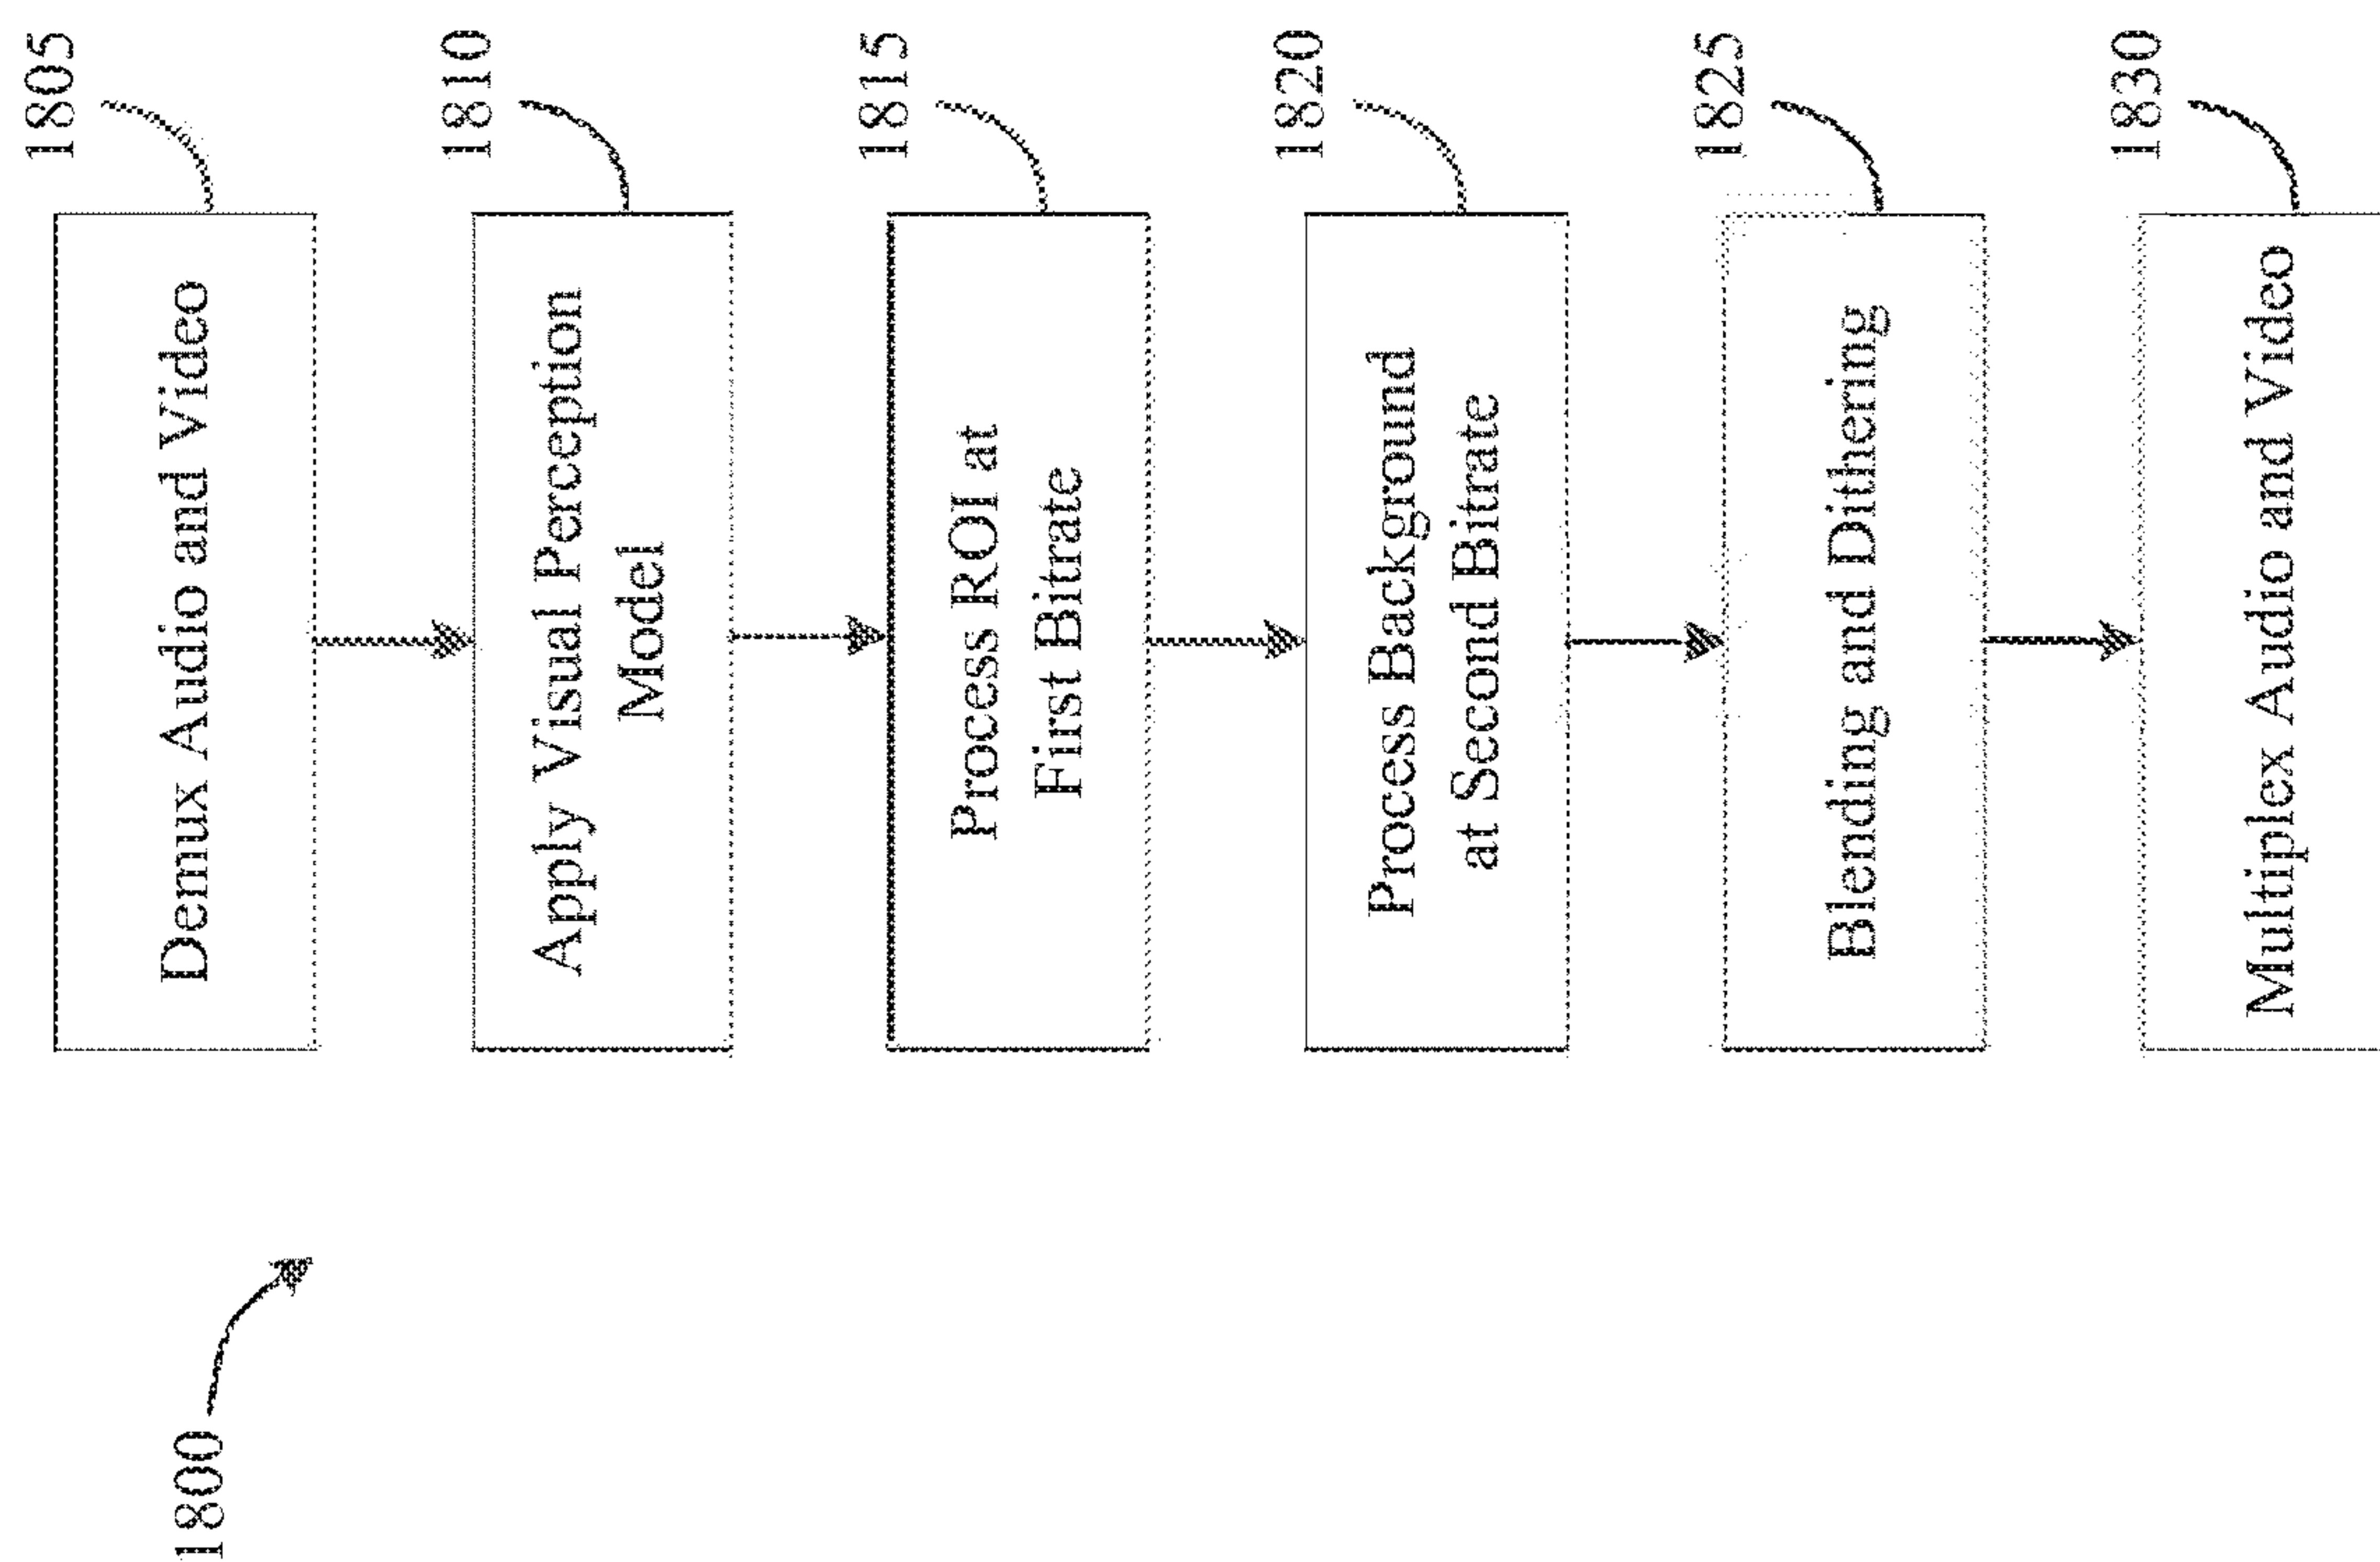 1800
Demux Audio and Video
1805
Apply Visual Perception
Model
1810
Process ROI at
First Bitrate
1815
Process Background
at Second Bitrate
1820
Blending and Dithering
1825
Multiplex Audio and Video
1830